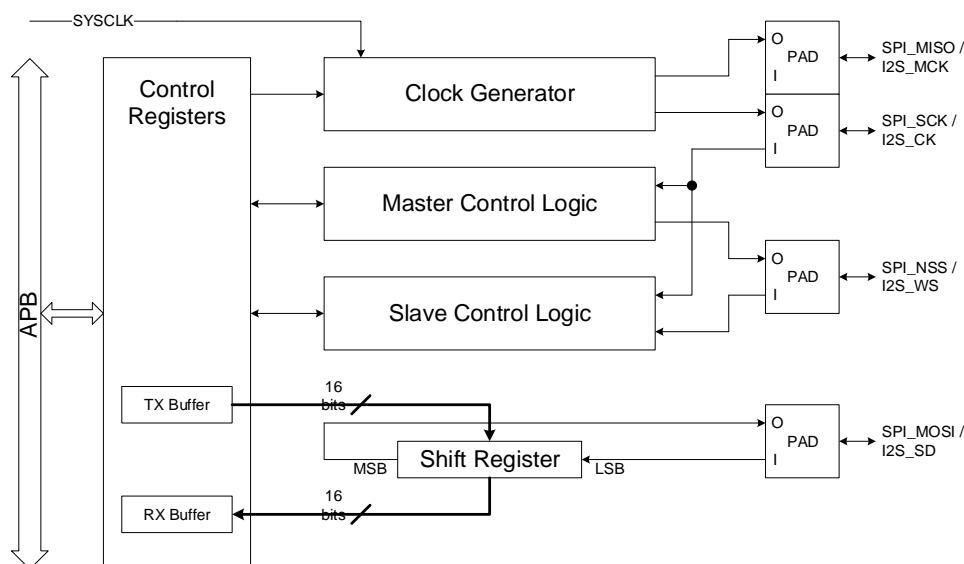 SYSCLK
APB
Control
Registers
Clock Generator
Master Control Logic
Slave Control Logic
TX Buffer
16
bits
MSB
Shift Register
LSB
RX Buffer
16
bits
O
PAD
I
SPI_MISO /
I2S_MCK
O
PAD
I
SPI_SCK /
I2S_CK
O
PAD
I
SPI_NSS /
I2S_WS
O
PAD
I
SPI_MOSI /
I2S_SD